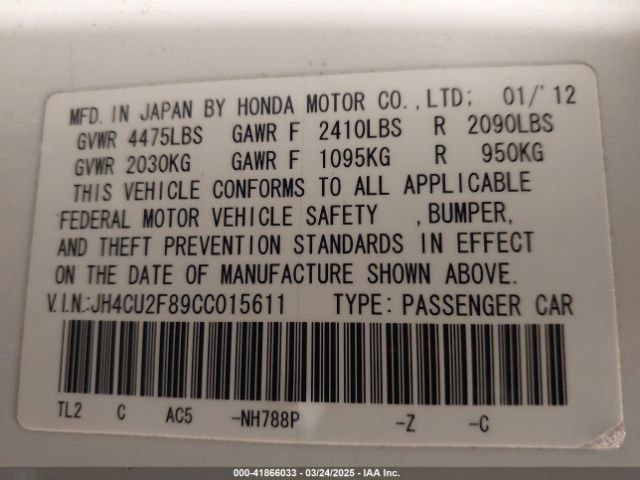 MFD. IN JAPAN BY HONDA MOTOR CO., LTD; 01/'12
GVWR 4475LBS GAWR F 2410LBS R 2090LBS
GVWR 2030KG GAWR F 1095KG R 950KG
THIS VEHICLE CONFORMS TO ALL APPLICABLE
FEDERAL MOTOR VEHICLE SAFETY , BUMPER,
AND THEFT PREVENTION STANDARDS IN EFFECT
ON THE DATE OF MANUFACTURE SHOWN ABOVE.
V.I.N.:JH4CU2F89CC015611 TYPE: PASSENGER CAR
TL2 C AC5 -NH788P -Z -C
000-41866033 - 03/24/2025 - IAA Inc.